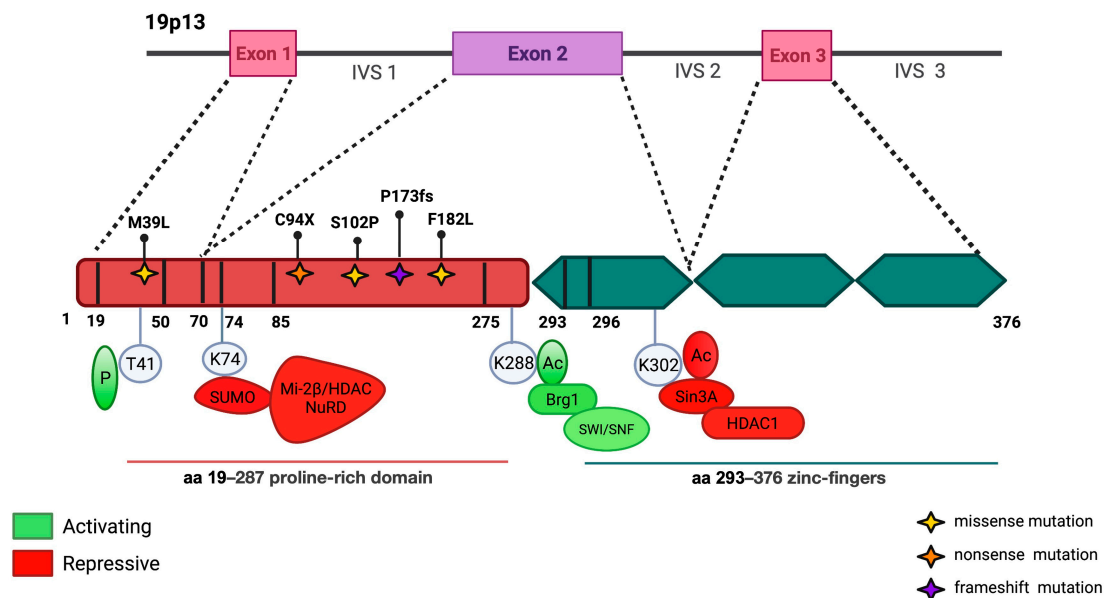 19p13
Exon 1
Exon 2
Exon 3
IVS 1
IVS 2
IVS 3
P173fs
M39L
C94X
S102P
F182L
1
19
50
70
74
85
275
293
296
376
P
T41
K74
SUMO
Mi-2β/HDAC
NuRD
K288
Ac
Brg1
SWI/SNF
K302
Ac
Sin3A
HDAC1
aa 19–287 proline-rich domain
aa 293–376 zinc-fingers
Activating
Repressive
missense mutation
nonsense mutation
frameshift mutation